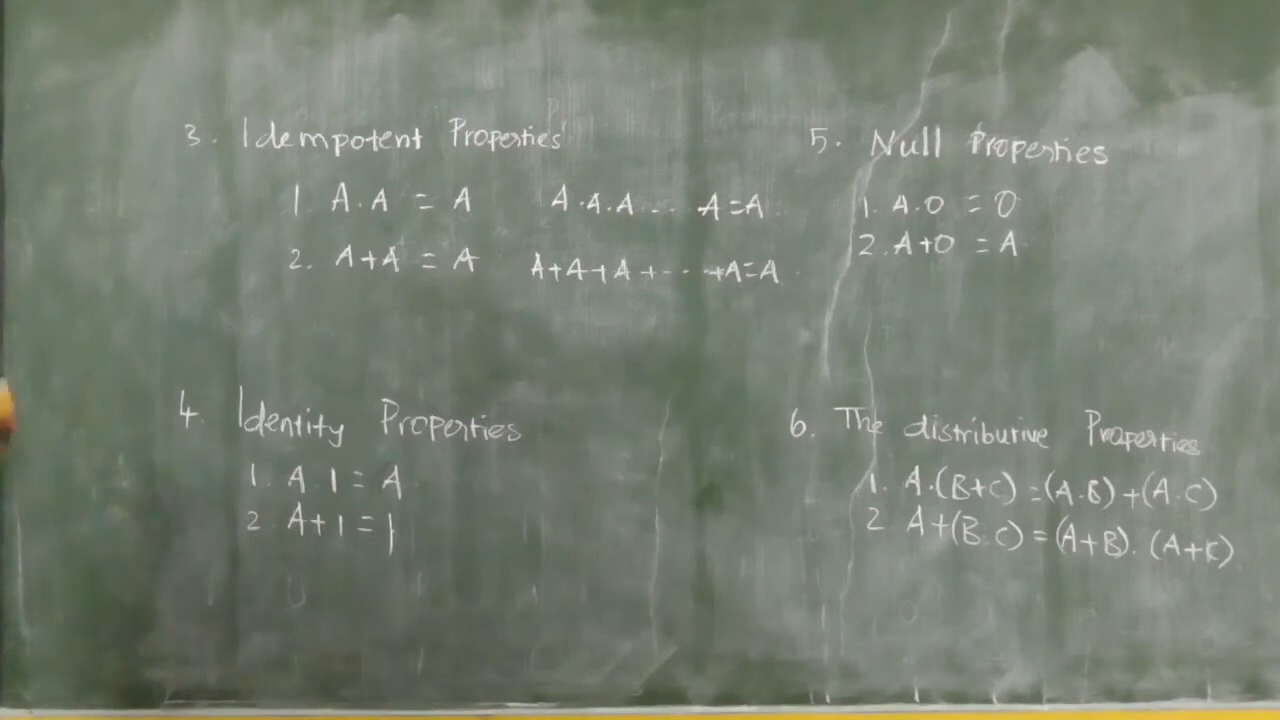 3. Idempotent Properties
1. A.A = A A.A.A... A=A
2. A+A = A A+A+A+...+A=A
4. Identity Properties
1. A.1 = A
2. A+1 = 1
5. Null Properties
1. A.0 = 0
2. A+0 = A
6. The distributive Properties
1. A.(B+C) =(A.B)+(A.C)
2 A+(B.C)=(A+B).(A+C)